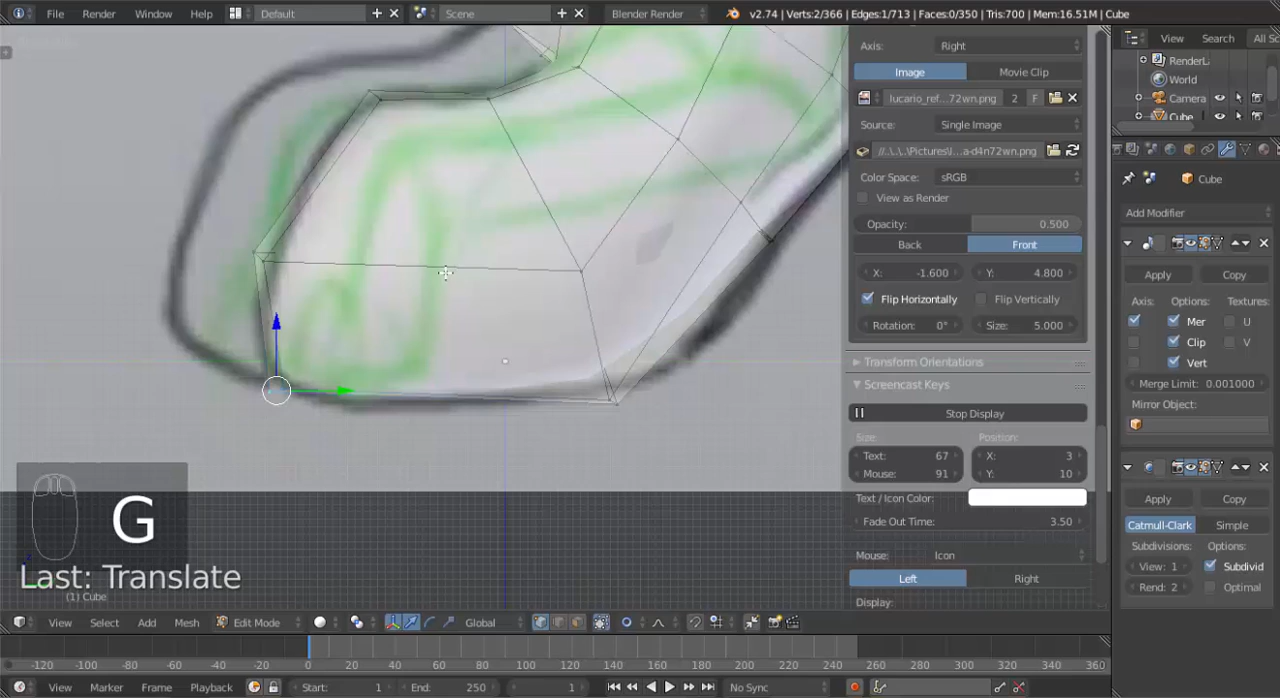 File Render Window Help Default Scene Blender Render v2.74 | Verts:2/366 | Edges:1/713 | Faces:0/350 | Tris:700 | Mem:16.51M | Cube
Axis: Right
Image Movie Clip
lucario_ref...72wn.png 2 F
Source: Single Image
//..\..\..\Pictures\l...a-d4n72wn.png
Color Space: sRGB
View as Render
Opacity: 0.500
Back Front
X: -1.600 Y: 4.800
Flip Horizontally Flip Vertically
Rotation: 0° Size: 5.000
Transform Orientations
Screencast Keys
Stop Display
Size: Position:
Text: 67 X: 3
Mouse: 91 Y: 10
Text / Icon Color:
Fade Out Time: 3.50
Mouse: Icon
Left Right
Display:
View Search All Sc
RenderL
World
Camera
Cube
Cube
Add Modifier
Apply Copy
Axis: Options: Textures:
Mer U
Clip V
Vert
Merge Limit: 0.001000
Mirror Object:
Apply Copy
Catmull-Clark Simple
Subdivisions: Options:
View: 1 Subdivid
Rend: 2 Optimal
G
Last: Translate
(1) Cube
View Select Add Mesh Edit Mode Global
-120 -100 -80 -60 -40 -20 0 20 40 60 80 100 120 140 160 180 200 220 240 260 280 300 320 340 360
View Marker Frame Playback Start: 1 End: 250 1 No Sync